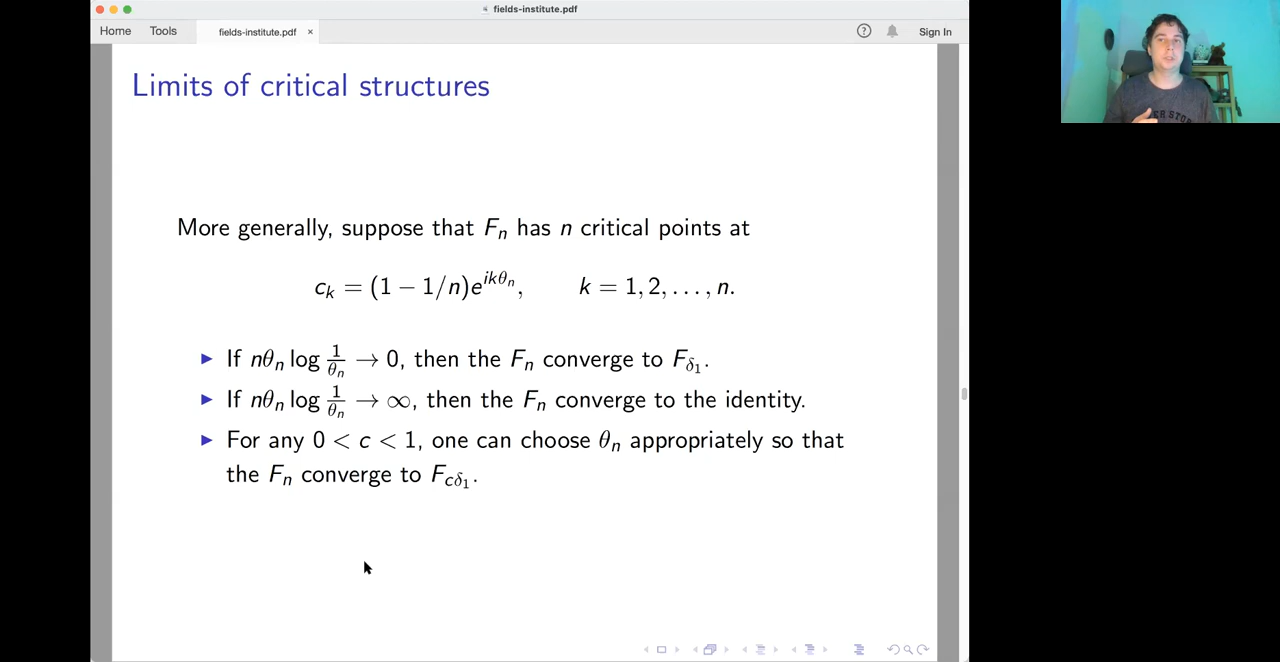 fields-institute.pdf
Home Tools fields-institute.pdf × Sign In
Limits of critical structures
More generally, suppose that Fₙ has n critical points at
cₖ = (1 − 1/n)e^{ikθₙ}, k = 1, 2, . . . , n.
▶ If nθₙ log 1/θₙ → 0, then the Fₙ converge to F_{δ₁}.
▶ If nθₙ log 1/θₙ → ∞, then the Fₙ converge to the identity.
▶ For any 0 < c < 1, one can choose θₙ appropriately so that
the Fₙ converge to F_{cδ₁}.